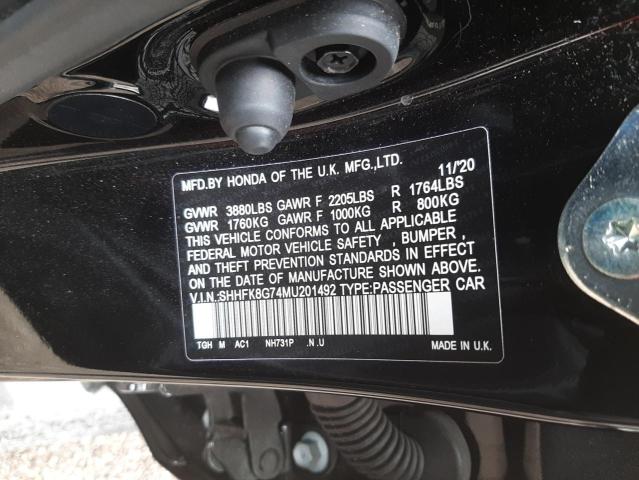 MFD.BY HONDA OF THE U.K. MFG.,LTD. 11/'20
GVWR 3880LBS GAWR F 2205LBS R 1764LBS
GVWR 1760KG GAWR F 1000KG R 800KG
THIS VEHICLE CONFORMS TO ALL APPLICABLE
FEDERAL MOTOR VEHICLE SAFETY , BUMPER ,
AND THEFT PREVENTION STANDARDS IN EFFECT
ON THE DATE OF MANUFACTURE SHOWN ABOVE.
V.I.N.:SHHFK8G74MU201492 TYPE:PASSENGER CAR
TGH M AC1 NH731P .N.U MADE IN U.K.